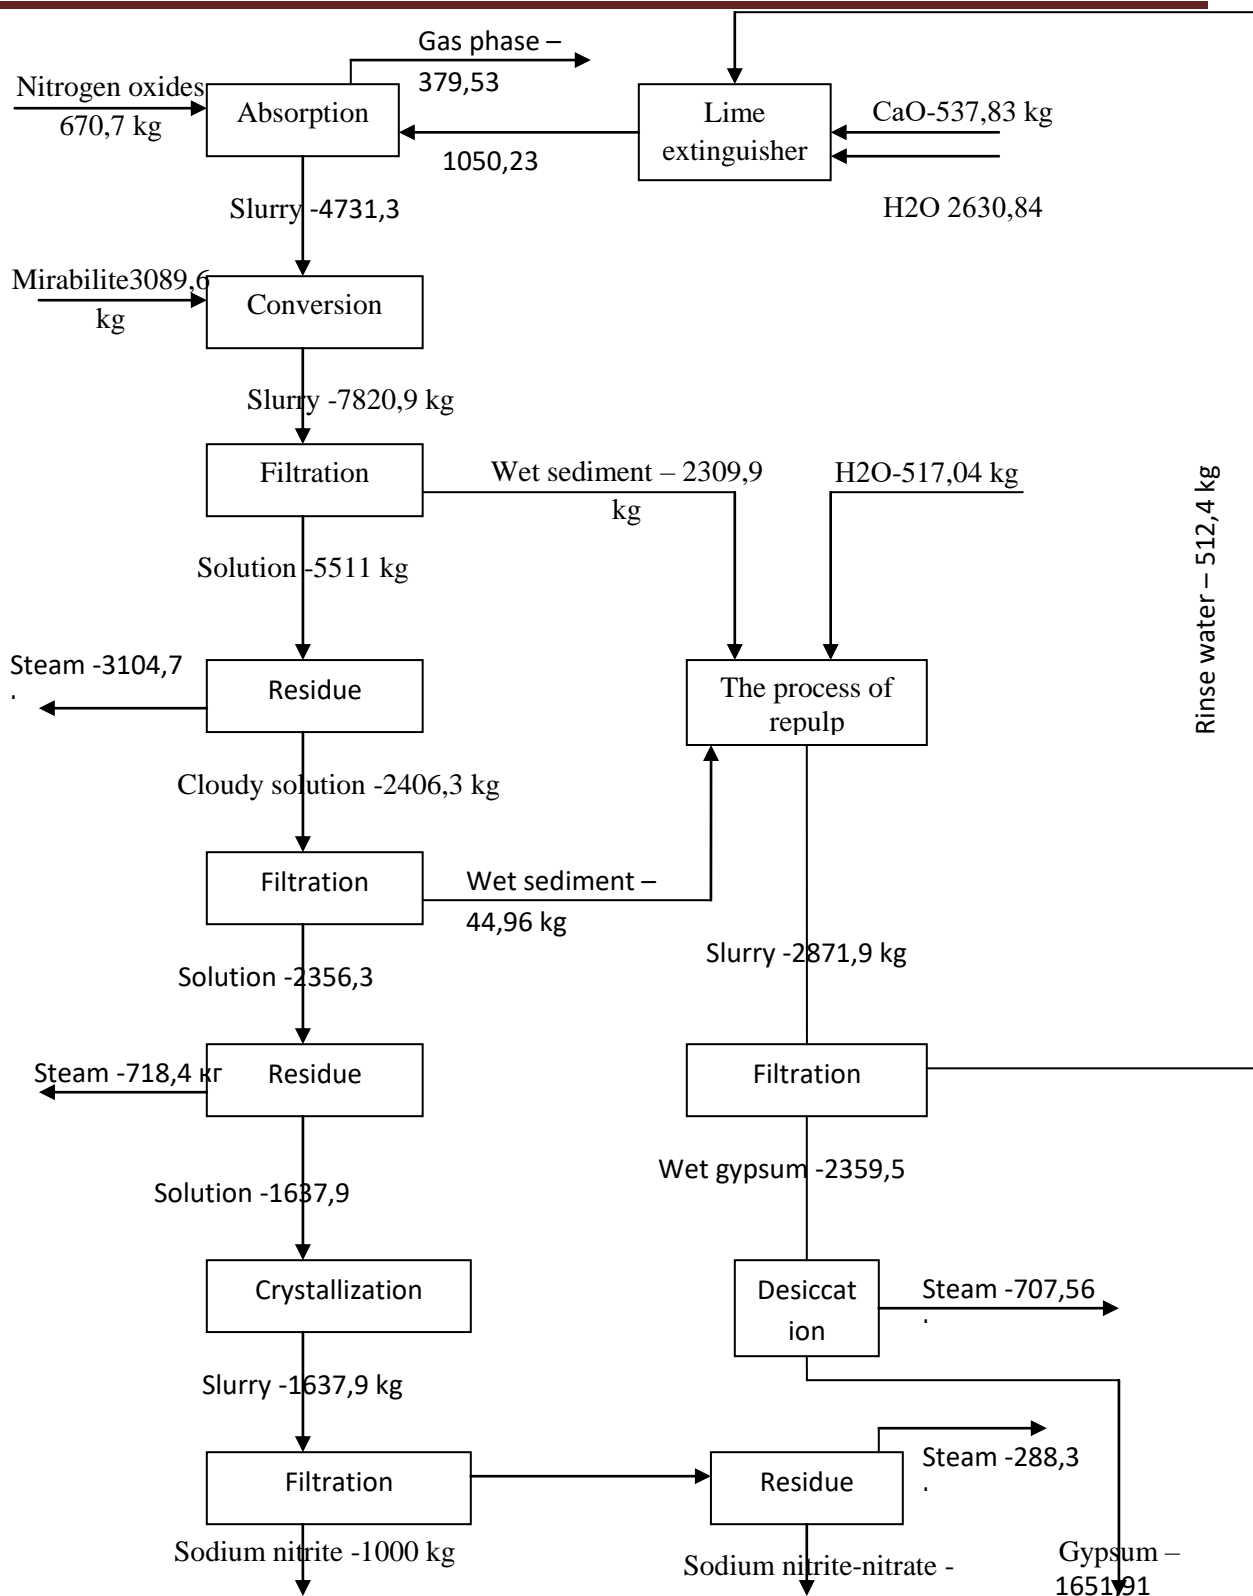 Gas phase –
379,53
Nitrogen oxides
670,7 kg
Absorption
1050,23
Lime
extinguisher
CaO-537,83 kg
H2O 2630,84
Slurry -4731,3
Mirabilite3089,6
kg
Conversion
Slurry -7820,9 kg
Filtration
Wet sediment – 2309,9
kg
H2O-517,04 kg
Rinse water – 512,4 kg
Solution -5511 kg
Steam -3104,7
.
Residue
The process of
repulp
Cloudy solution -2406,3 kg
Filtration
Wet sediment –
44,96 kg
Slurry -2871,9 kg
Solution -2356,3
Steam -718,4 кг
Residue
Filtration
Wet gypsum -2359,5
Solution -1637,9
Crystallization
Desiccat
ion
Steam -707,56
.
Slurry -1637,9 kg
Filtration
Residue
Steam -288,3
.
Sodium nitrite -1000 kg
Sodium nitrite-nitrate -
Gypsum –
1651,91